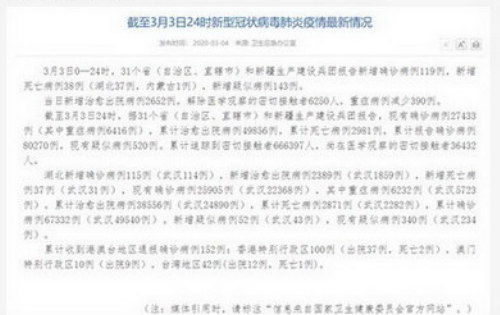 截至3月3日24时新型冠状病毒肺炎疫情最新情况
发布时间: 2020-03-04 来源: 卫生应急办公室
3月3日0—24时，31个省（自治区、直辖市）和新疆生产建设兵团报告新增确诊病例119例，新增
死亡病例38例（湖北37例，内蒙古1例），新增疑似病例143例。
当日新增治愈出院病例2652例，解除医学观察的密切接触者6250人，重症病例减少390例。
截至3月3日24时，据31个省（自治区、直辖市）和新疆生产建设兵团报告，现有确诊病例27433
例（其中重症病例6416例），累计治愈出院病例49856例，累计死亡病例2981例，累计报告确诊病例
80270例，现有疑似病例520例。累计追踪到密切接触者666397人，尚在医学观察的密切接触者36432
人。
湖北新增确诊病例115例（武汉114例），新增治愈出院病例2389例（武汉1859例），新增死亡病
例37例（武汉31例），现有确诊病例25905例（武汉22368例），其中重症病例6232例（武汉5723
例）。累计治愈出院病例38556例（武汉24890例），累计死亡病例2871例（武汉2282例），累计确诊病
例67332例（武汉49540例）。新增疑似病例52例（武汉43例），现有疑似病例340例（武汉234
例）。
累计收到港澳台地区通报确诊病例152例：香港特别行政区100例（出院37例，死亡2例），澳门
特别行政区10例（出院9例），台湾地区42例(出院12例，死亡1例)。
（注：媒体引用时，请标注“信息来自国家卫生健康委员会官方网站”。）